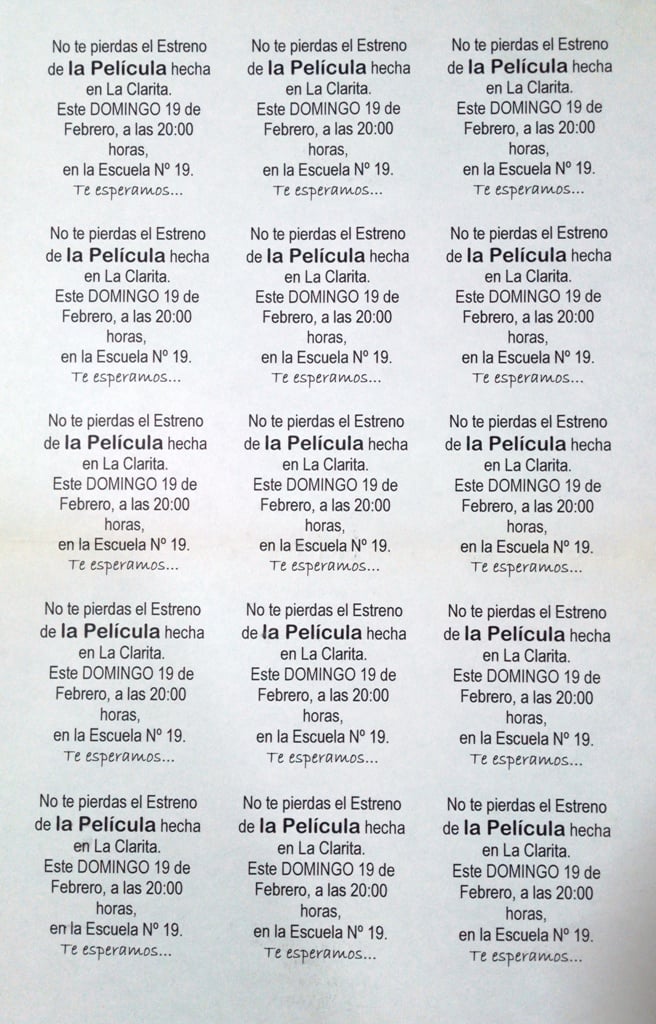 No te pierdas el Estreno
de la Película hecha
en La Clarita.
Este DOMINGO 19 de
Febrero, a las 20:00
horas,
en la Escuela Nº 19.
Te esperamos...
No te pierdas el Estreno
de la Película hecha
en La Clarita.
Este DOMINGO 19 de
Febrero, a las 20:00
horas,
en la Escuela Nº 19.
Te esperamos...
No te pierdas el Estreno
de la Película hecha
en La Clarita.
Este DOMINGO 19 de
Febrero, a las 20:00
horas,
en la Escuela Nº 19.
Te esperamos...
No te pierdas el Estreno
de la Película hecha
en La Clarita.
Este DOMINGO 19 de
Febrero, a las 20:00
horas,
en la Escuela Nº 19.
Te esperamos...
No te pierdas el Estreno
de la Película hecha
en La Clarita.
Este DOMINGO 19 de
Febrero, a las 20:00
horas,
en la Escuela Nº 19.
Te esperamos...
No te pierdas el Estreno
de la Película hecha
en La Clarita.
Este DOMINGO 19 de
Febrero, a las 20:00
horas,
en la Escuela Nº 19.
Te esperamos...
No te pierdas el Estreno
de la Película hecha
en La Clarita.
Este DOMINGO 19 de
Febrero, a las 20:00
horas,
en la Escuela Nº 19.
Te esperamos...
No te pierdas el Estreno
de la Película hecha
en La Clarita.
Este DOMINGO 19 de
Febrero, a las 20:00
horas,
en la Escuela Nº 19.
Te esperamos...
No te pierdas el Estreno
de la Película hecha
en La Clarita.
Este DOMINGO 19 de
Febrero, a las 20:00
horas,
en la Escuela Nº 19.
Te esperamos...
No te pierdas el Estreno
de la Película hecha
en La Clarita.
Este DOMINGO 19 de
Febrero, a las 20:00
horas,
en la Escuela Nº 19.
Te esperamos...
No te pierdas el Estreno
de la Película hecha
en La Clarita.
Este DOMINGO 19 de
Febrero, a las 20:00
horas,
en la Escuela Nº 19.
Te esperamos...
No te pierdas el Estreno
de la Película hecha
en La Clarita.
Este DOMINGO 19 de
Febrero, a las 20:00
horas,
en la Escuela Nº 19.
Te esperamos...
No te pierdas el Estreno
de la Película hecha
en La Clarita.
Este DOMINGO 19 de
Febrero, a las 20:00
horas,
en la Escuela Nº 19.
Te esperamos...
No te pierdas el Estreno
de la Película hecha
en La Clarita.
Este DOMINGO 19 de
Febrero, a las 20:00
horas,
en la Escuela Nº 19.
Te esperamos...
No te pierdas el Estreno
de la Película hecha
en La Clarita.
Este DOMINGO 19 de
Febrero, a las 20:00
horas,
en la Escuela Nº 19.
Te esperamos...